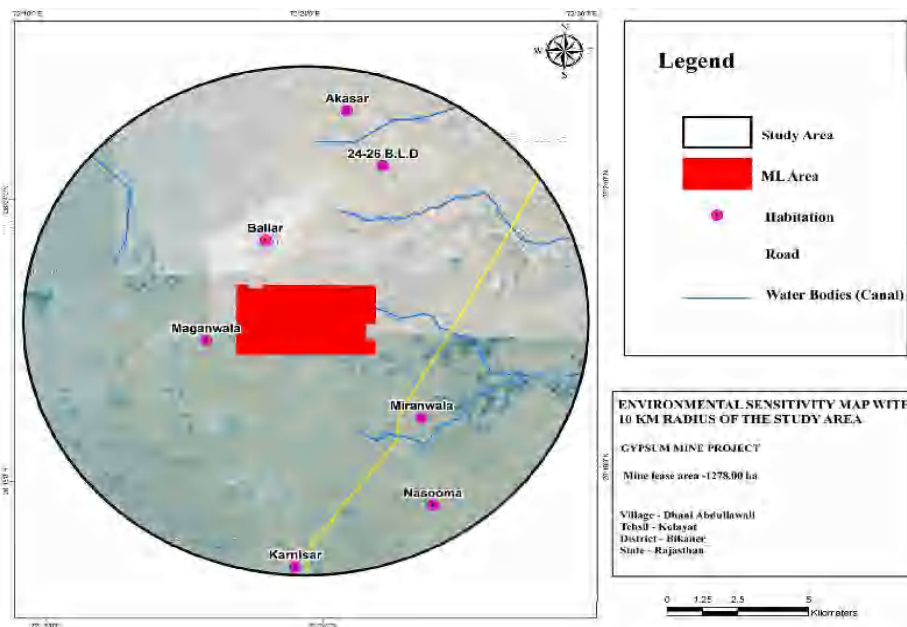 N
W
S
Akasar
24-26 B.L.D
Ballar
Maganwala
Miranwala
Nasooma
Karnisar
Legend
Study Area
ML Area
Habitation
Road
Water Bodies (Canal)
ENVIRONMENTAL SENSITIVITY MAP WITH
10 KM RADIUS OF THE STUDY AREA
GYPSUM MINE PROJECT
Mine lease area -1278.00 ha
Village - Dhani Abdullawali
Tehsil - Kolayat
District - Bikaner
State - Rajasthan
0 1.25 2.5 5
Kilometers